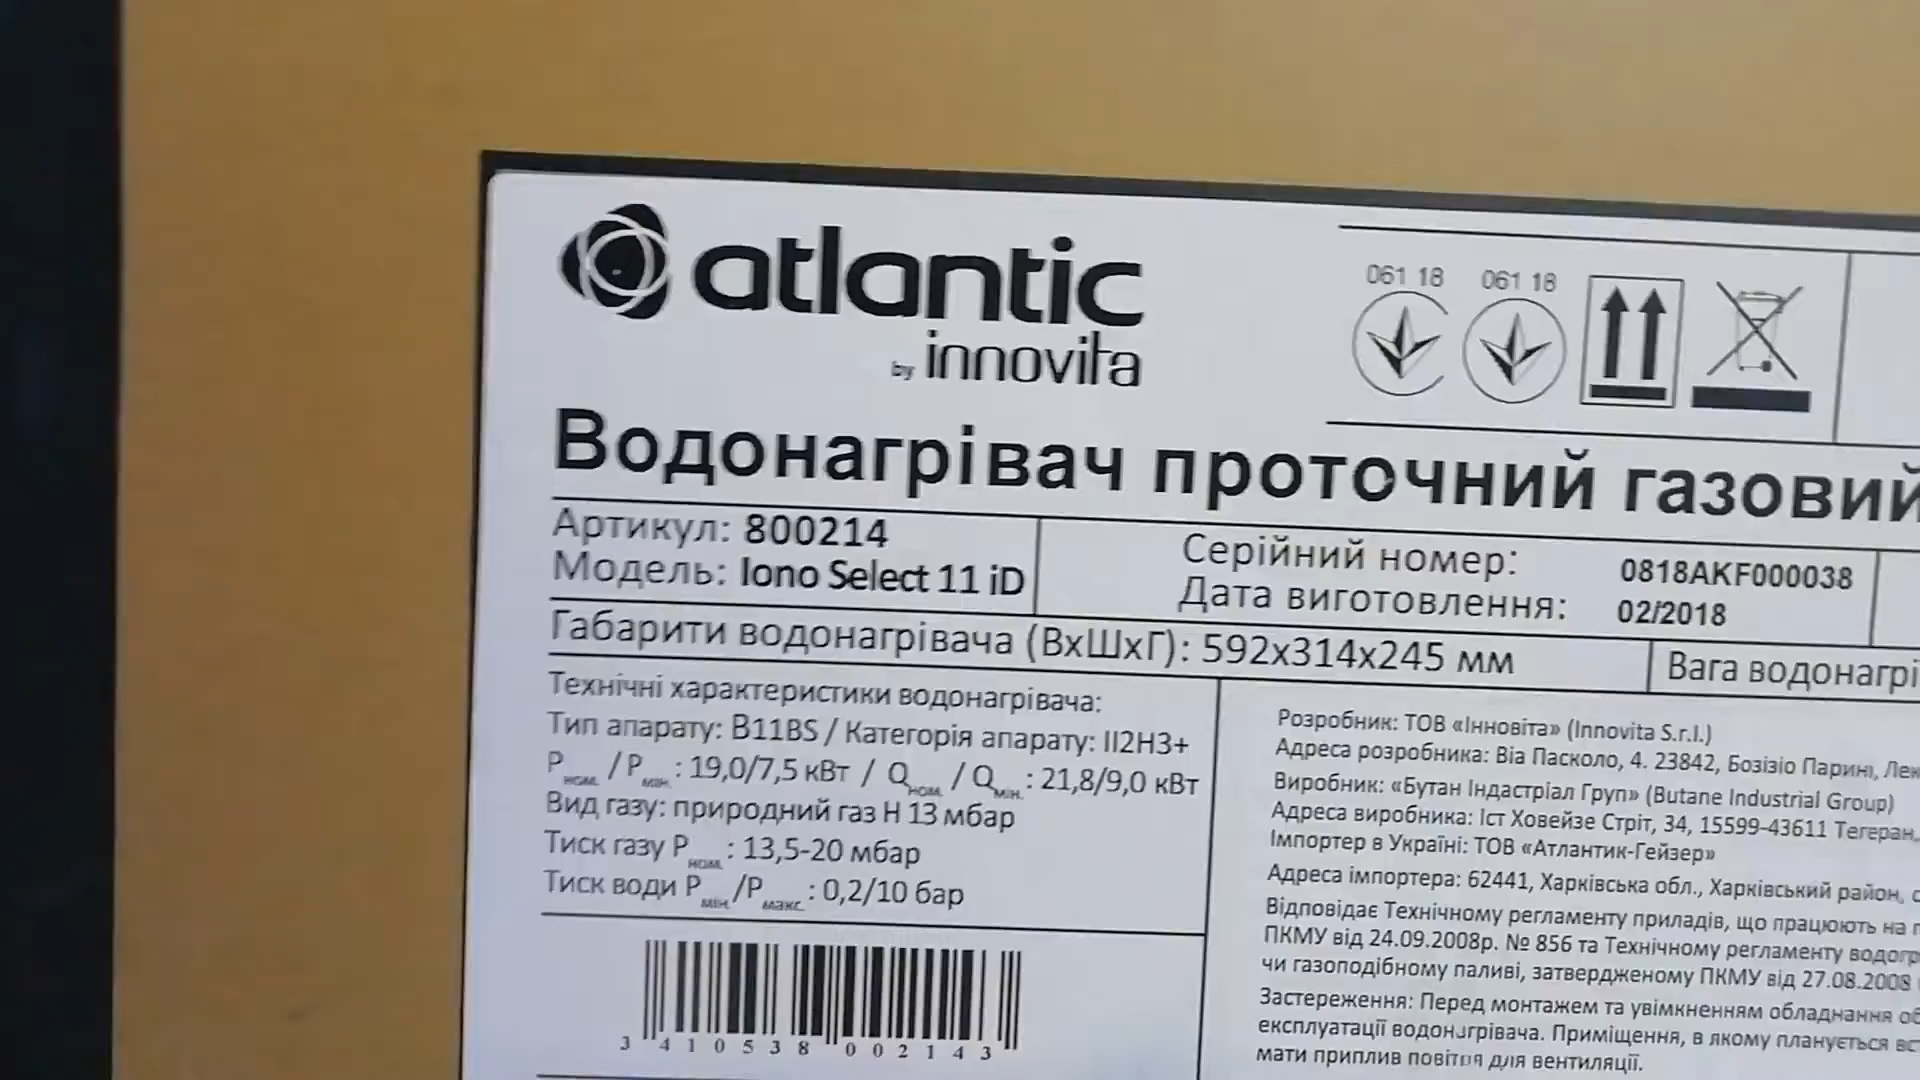 atlantic
by innovita
061 18 061 18
Водонагрівач проточний газовий
Артикул: 800214
Модель: Iono Select 11 iD
Серійний номер: 0818AKF000038
Дата виготовлення: 02/2018
Габарити водонагрівача (ВхШхГ): 592х314х245 мм
Вага водонагрі
Технічні характеристики водонагрівача:
Тип апарату: B11BS / Категорія апарату: II2H3+
Pном. / Pмін. : 19,0/7,5 кВт / Qном. / Qмін. : 21,8/9,0 кВт
Вид газу: природний газ H 13 мбар
Тиск газу Pном. : 13,5-20 мбар
Тиск води Pмін./Pмакс. : 0,2/10 бар
3 410538 002143
Розробник: ТОВ «Інновіта» (Innovita S.r.l.)
Адреса розробника: Віа Пасколо, 4. 23842, Бозізіо Парині, Лек
Виробник: «Бутан Індастріал Груп» (Butane Industrial Group)
Адреса виробника: Іст Ховейзе Стріт, 34, 15599-43611 Тегеран,
Імпортер в Україні: ТОВ «Атлантик-Гейзер»
Адреса імпортера: 62441, Харківська обл., Харківський район, с
Відповідає Технічному регламенту приладів, що працюють на г
ПКМУ від 24.09.2008р. № 856 та Технічному регламенту водогр
чи газоподібному паливі, затвердженому ПКМУ від 27.08.2008
Застереження: Перед монтажем та увімкненням обладнання об
експлуатації водонагрівача. Приміщення, в якому планується вс
мати приплив повітря для вентиляції.